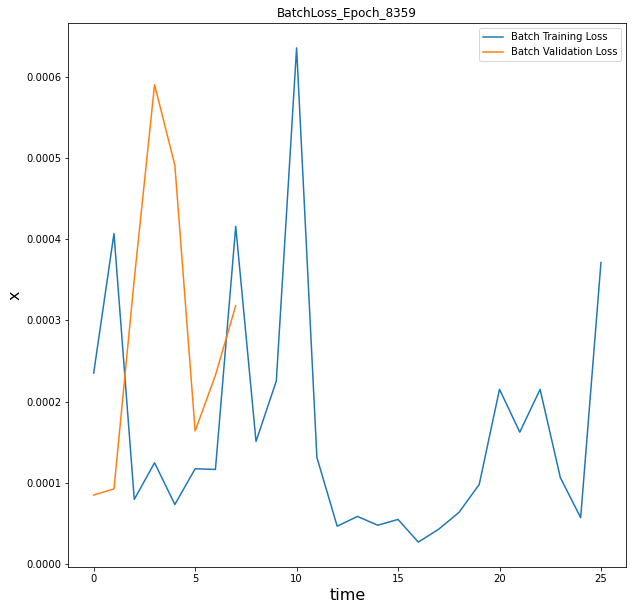 BatchLoss_Epoch_8359
Batch Training Loss
Batch Validation Loss
0.0006
0.0005
0.0004
0.0003
0.0002
0.0001
0.0000
x
0
5
10
15
20
25
time